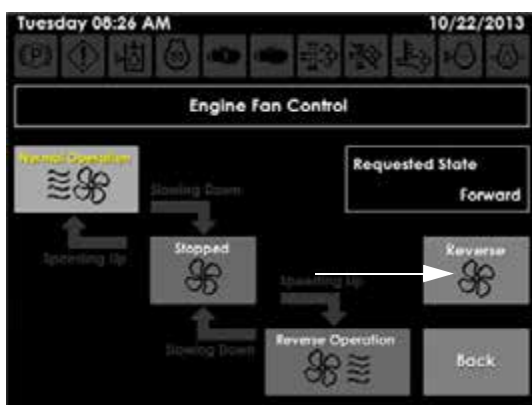 Tuesday 08:26 AM 10/22/2013
(P)
Engine Fan Control
Normal Operation
Requested State
Forward
Slowing Down
Speeding Up
Stopped
Reverse
Speeding Up
Slowing Down
Reverse Operation
Back